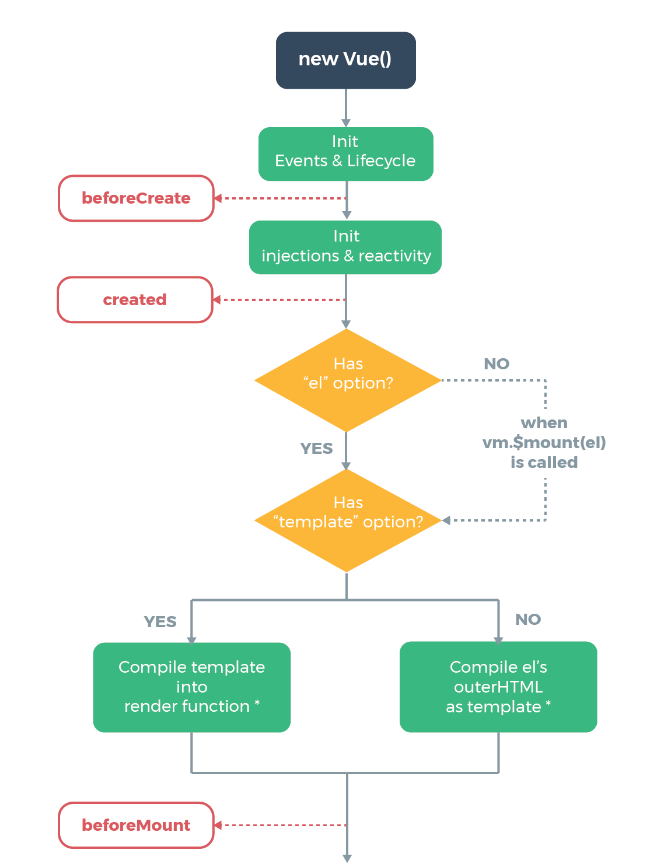 new Vue()
Init
Events & Lifecycle
beforeCreate
Init
injections & reactivity
created
Has
“el” option?
NO
when
vm.$mount(el)
is called
YES
Has
“template” option?
YES
NO
Compile template
into
render function *
Compile el’s
outerHTML
as template *
beforeMount